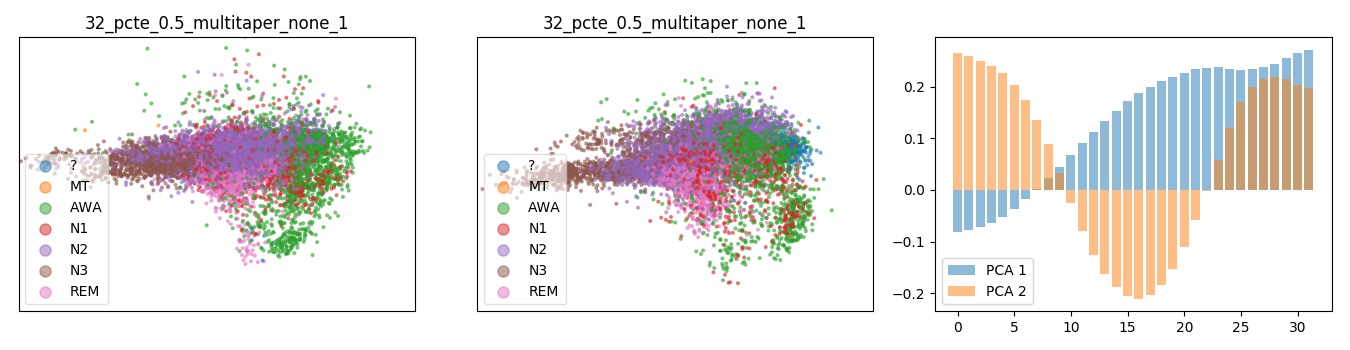 32_pcte_0.5_multitaper_none_1
?
MT
AWA
N1
N2
N3
REM
32_pcte_0.5_multitaper_none_1
?
MT
AWA
N1
N2
N3
REM
0.2
0.1
0.0
−0.1
−0.2
PCA 1
PCA 2
0 5 10 15 20 25 30